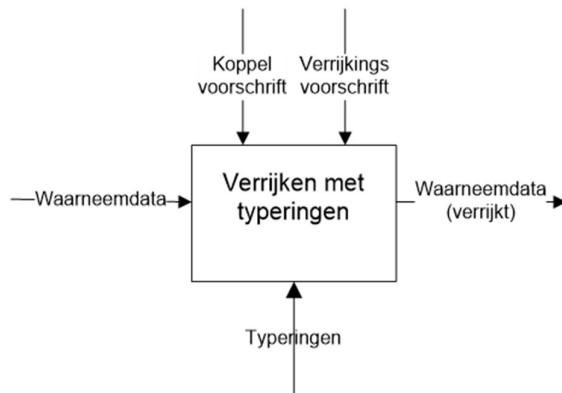 Koppel
voorschrift
Verrijkings
voorschrift
Verrijken met
typeringen
Waarneemdata
Waarneemdata
(verrijkt)
Typeringen